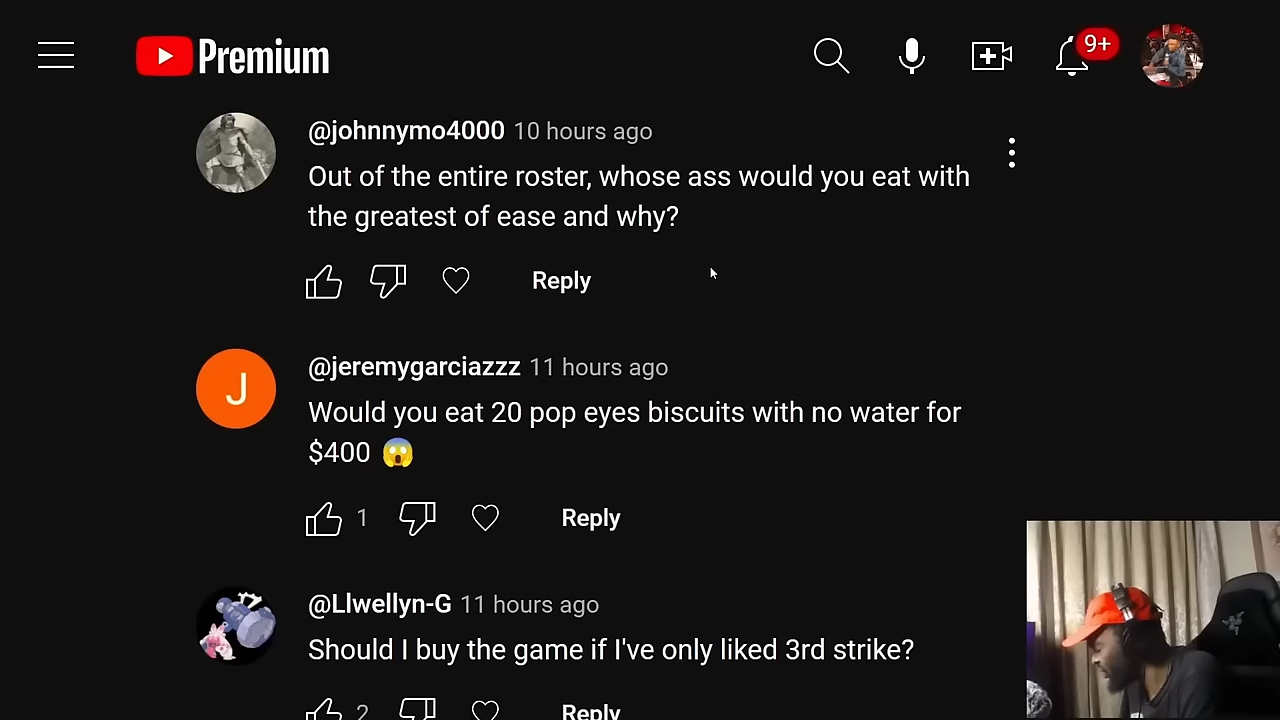 Premium
9+
@johnnymo4000 10 hours ago
Out of the entire roster, whose ass would you eat with
the greatest of ease and why?
Reply
J
@jeremygarciazzz 11 hours ago
Would you eat 20 pop eyes biscuits with no water for
$400 😱
1
Reply
@Llwellyn-G 11 hours ago
Should I buy the game if I've only liked 3rd strike?
2
Reply